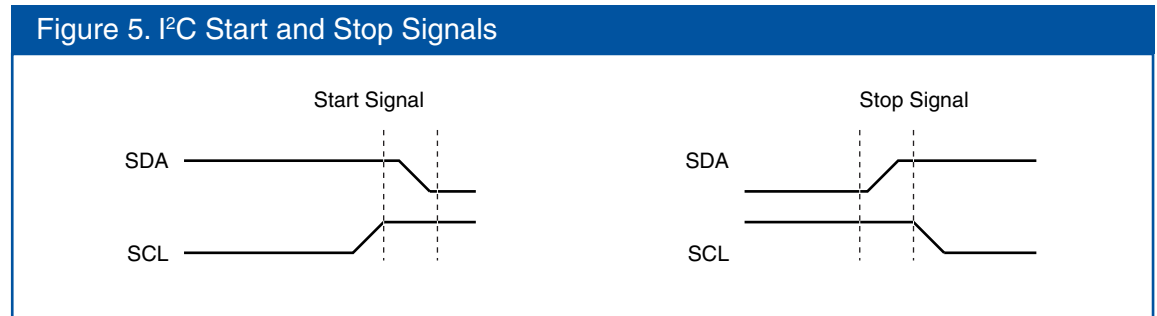 Figure 5. I²C Start and Stop Signals
Start Signal
Stop Signal
SDA
SDA
SCL
SCL